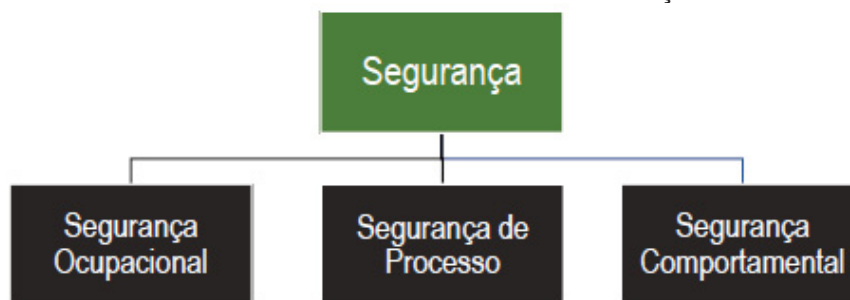 Segurança
Segurança
Ocupacional
Segurança de
Processo
Segurança
Comportamental